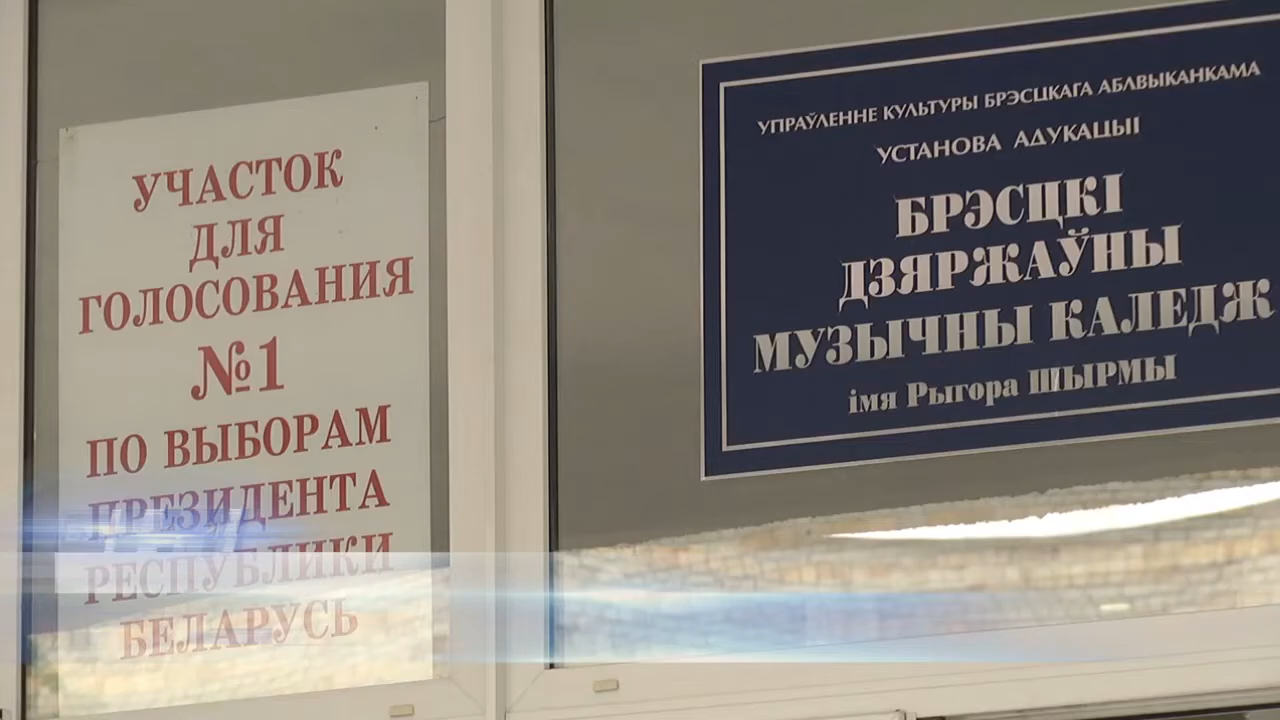 УЧАСТОК
ДЛЯ
ГОЛОСОВАНИЯ
№1
ПО ВЫБОРАМ
ПРЕЗИДЕНТА
РЕСПУБЛИКИ
БЕЛАРУСЬ
УПРАЎЛЕННЕ КУЛЬТУРЫ БРЭСЦКАГА АБЛВЫКАНКАМА
УСТАНОВА АДУКАЦЫІ
БРЭСЦКІ
ДЗЯРЖАЎНЫ
МУЗЫЧНЫ КАЛЕДЖ
імя Рыгора ШЫРМЫ